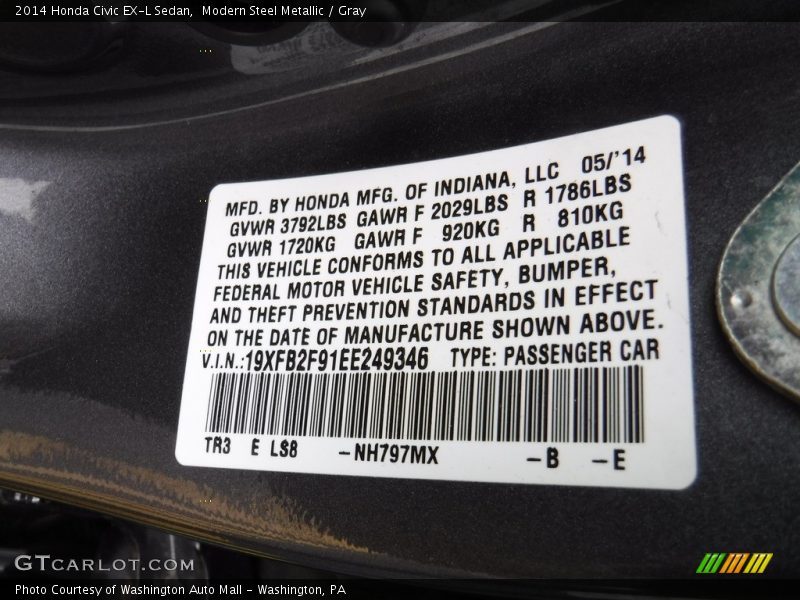 2014 Honda Civic EX-L Sedan,  Modern Steel Metallic / Gray
MFD. BY HONDA MFG. OF INDIANA, LLC 05/'14
GVWR 3792LBS GAWR F 2029LBS R 1786LBS
GVWR 1720KG GAWR F 920KG R 810KG
THIS VEHICLE CONFORMS TO ALL APPLICABLE
FEDERAL MOTOR VEHICLE SAFETY, BUMPER,
AND THEFT PREVENTION STANDARDS IN EFFECT
ON THE DATE OF MANUFACTURE SHOWN ABOVE.
V.I.N.:19XFB2F91EE249346 TYPE: PASSENGER CAR
TR3 E LS8 -NH797MX -B -E
GTCARLOT.COM
Photo Courtesy of Washington Auto Mall - Washington, PA